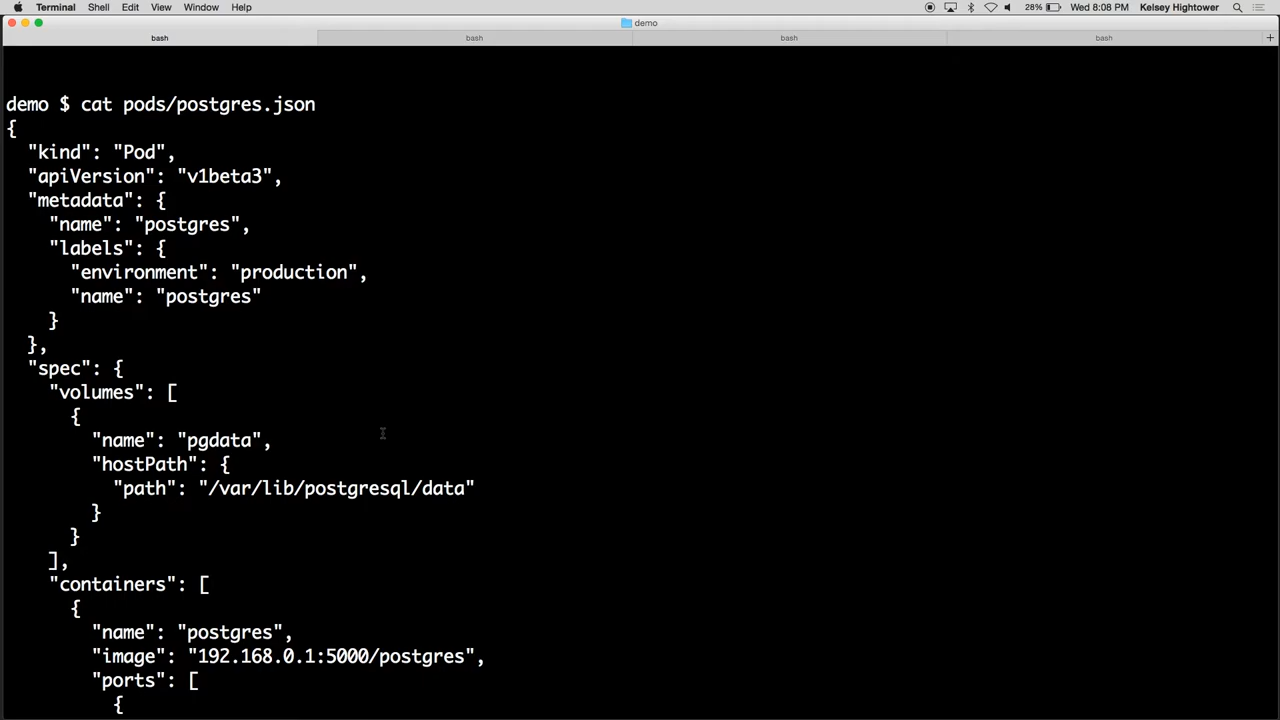 Terminal Shell Edit View Window Help 28% Wed 8:08 PM Kelsey Hightower
demo
bash bash bash bash +
demo $ cat pods/postgres.json
{
  "kind": "Pod",
  "apiVersion": "v1beta3",
  "metadata": {
    "name": "postgres",
    "labels": {
      "environment": "production",
      "name": "postgres"
    }
  },
  "spec": {
    "volumes": [
      {
        "name": "pgdata",
        "hostPath": {
          "path": "/var/lib/postgresql/data"
        }
      }
    ],
    "containers": [
      {
        "name": "postgres",
        "image": "192.168.0.1:5000/postgres",
        "ports": [
          {